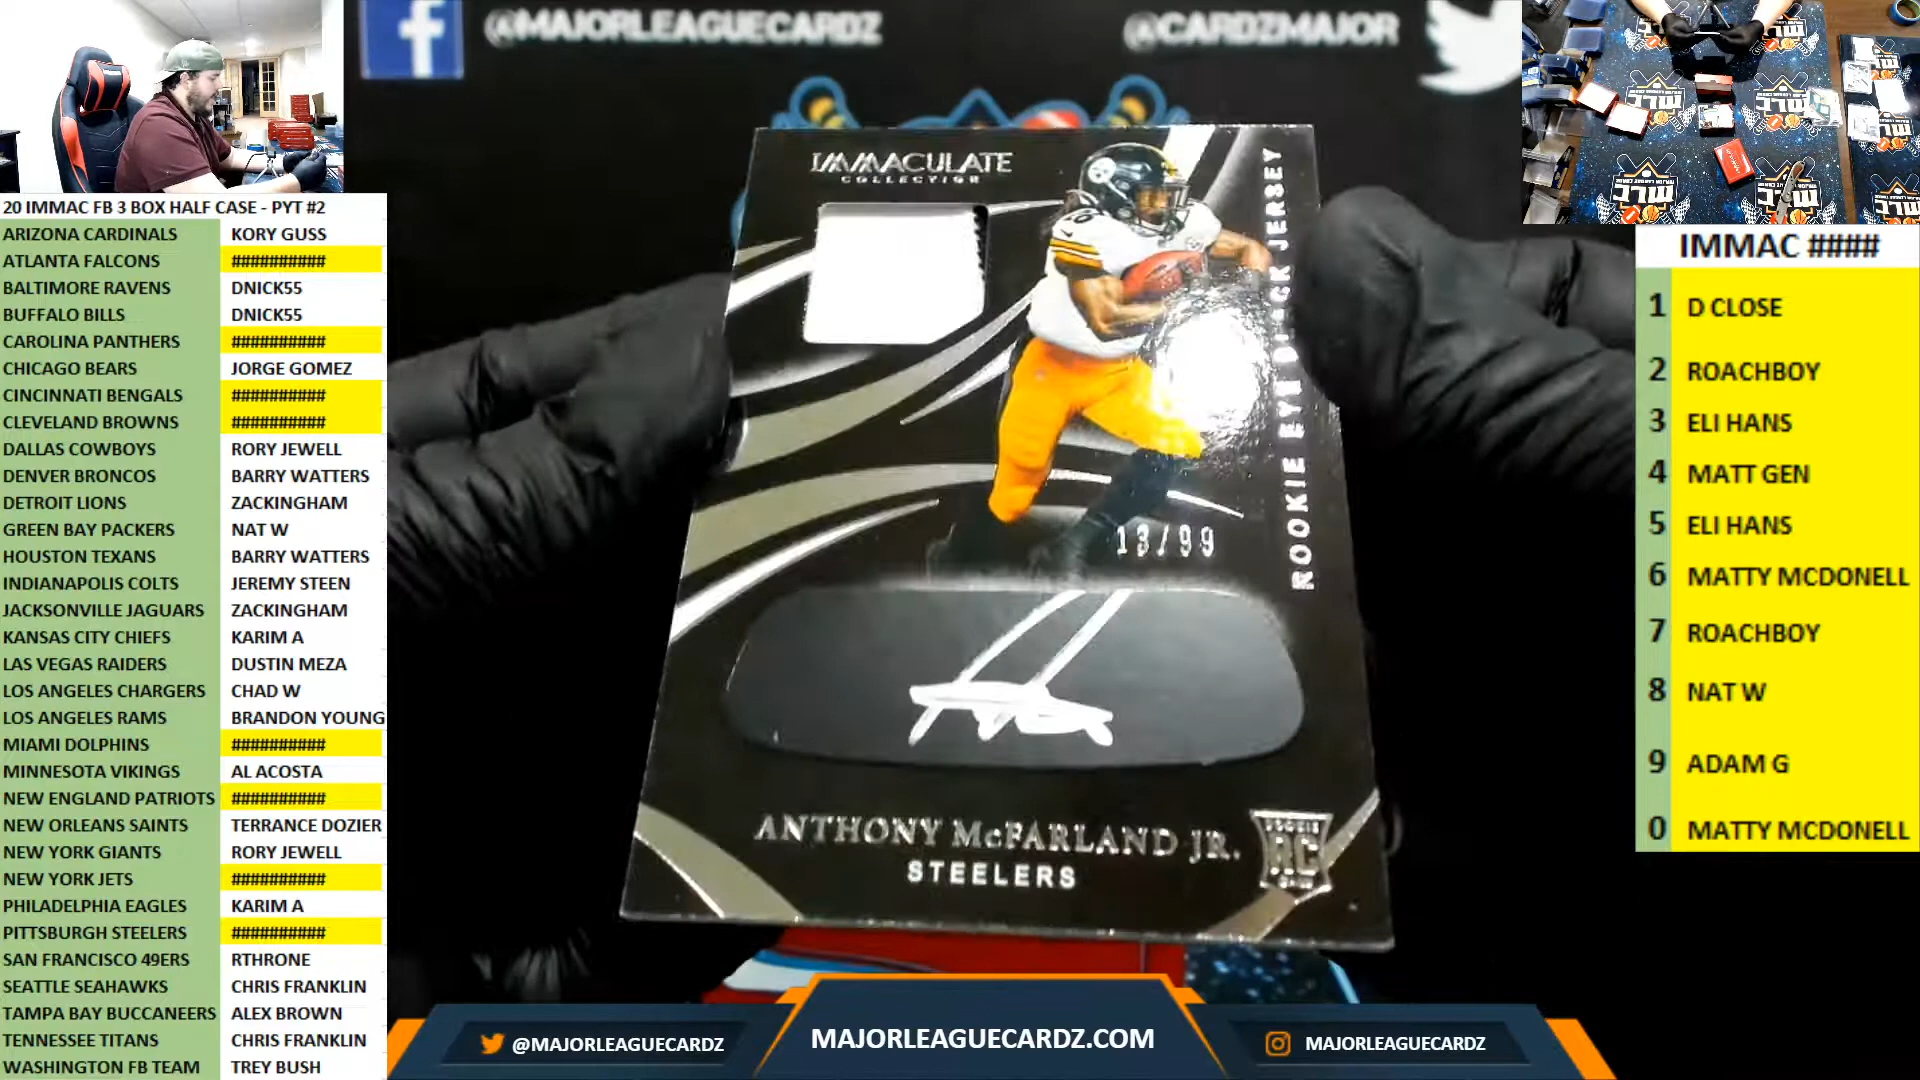 @MAJORLEAGUECARDZ
@CARDZMAJOR
20 IMMAC FB 3 BOX HALF CASE - PYT #2
ARIZONA CARDINALS KORY GUSS
ATLANTA FALCONS ##########
BALTIMORE RAVENS DNICK55
BUFFALO BILLS DNICK55
CAROLINA PANTHERS ##########
CHICAGO BEARS JORGE GOMEZ
CINCINNATI BENGALS ##########
CLEVELAND BROWNS ##########
DALLAS COWBOYS RORY JEWELL
DENVER BRONCOS BARRY WATTERS
DETROIT LIONS ZACKINGHAM
GREEN BAY PACKERS NAT W
HOUSTON TEXANS BARRY WATTERS
INDIANAPOLIS COLTS JEREMY STEEN
JACKSONVILLE JAGUARS ZACKINGHAM
KANSAS CITY CHIEFS KARIM A
LAS VEGAS RAIDERS DUSTIN MEZA
LOS ANGELES CHARGERS CHAD W
LOS ANGELES RAMS BRANDON YOUNG
MIAMI DOLPHINS ##########
MINNESOTA VIKINGS AL ACOSTA
NEW ENGLAND PATRIOTS ##########
NEW ORLEANS SAINTS TERRANCE DOZIER
NEW YORK GIANTS RORY JEWELL
NEW YORK JETS ##########
PHILADELPHIA EAGLES KARIM A
PITTSBURGH STEELERS ##########
SAN FRANCISCO 49ERS RTHRONE
SEATTLE SEAHAWKS CHRIS FRANKLIN
TAMPA BAY BUCCANEERS ALEX BROWN
TENNESSEE TITANS CHRIS FRANKLIN
WASHINGTON FB TEAM TREY BUSH
IMMACULATE
COLLECTION
ROOKIE EYE BLACK JERSEY
13/99
ANTHONY McFARLAND JR.
STEELERS
RC
IMMAC ####
1 D CLOSE
2 ROACHBOY
3 ELI HANS
4 MATT GEN
5 ELI HANS
6 MATTY MCDONELL
7 ROACHBOY
8 NAT W
9 ADAM G
0 MATTY MCDONELL
@MAJORLEAGUECARDZ
MAJORLEAGUECARDZ.COM
MAJORLEAGUECARDZ